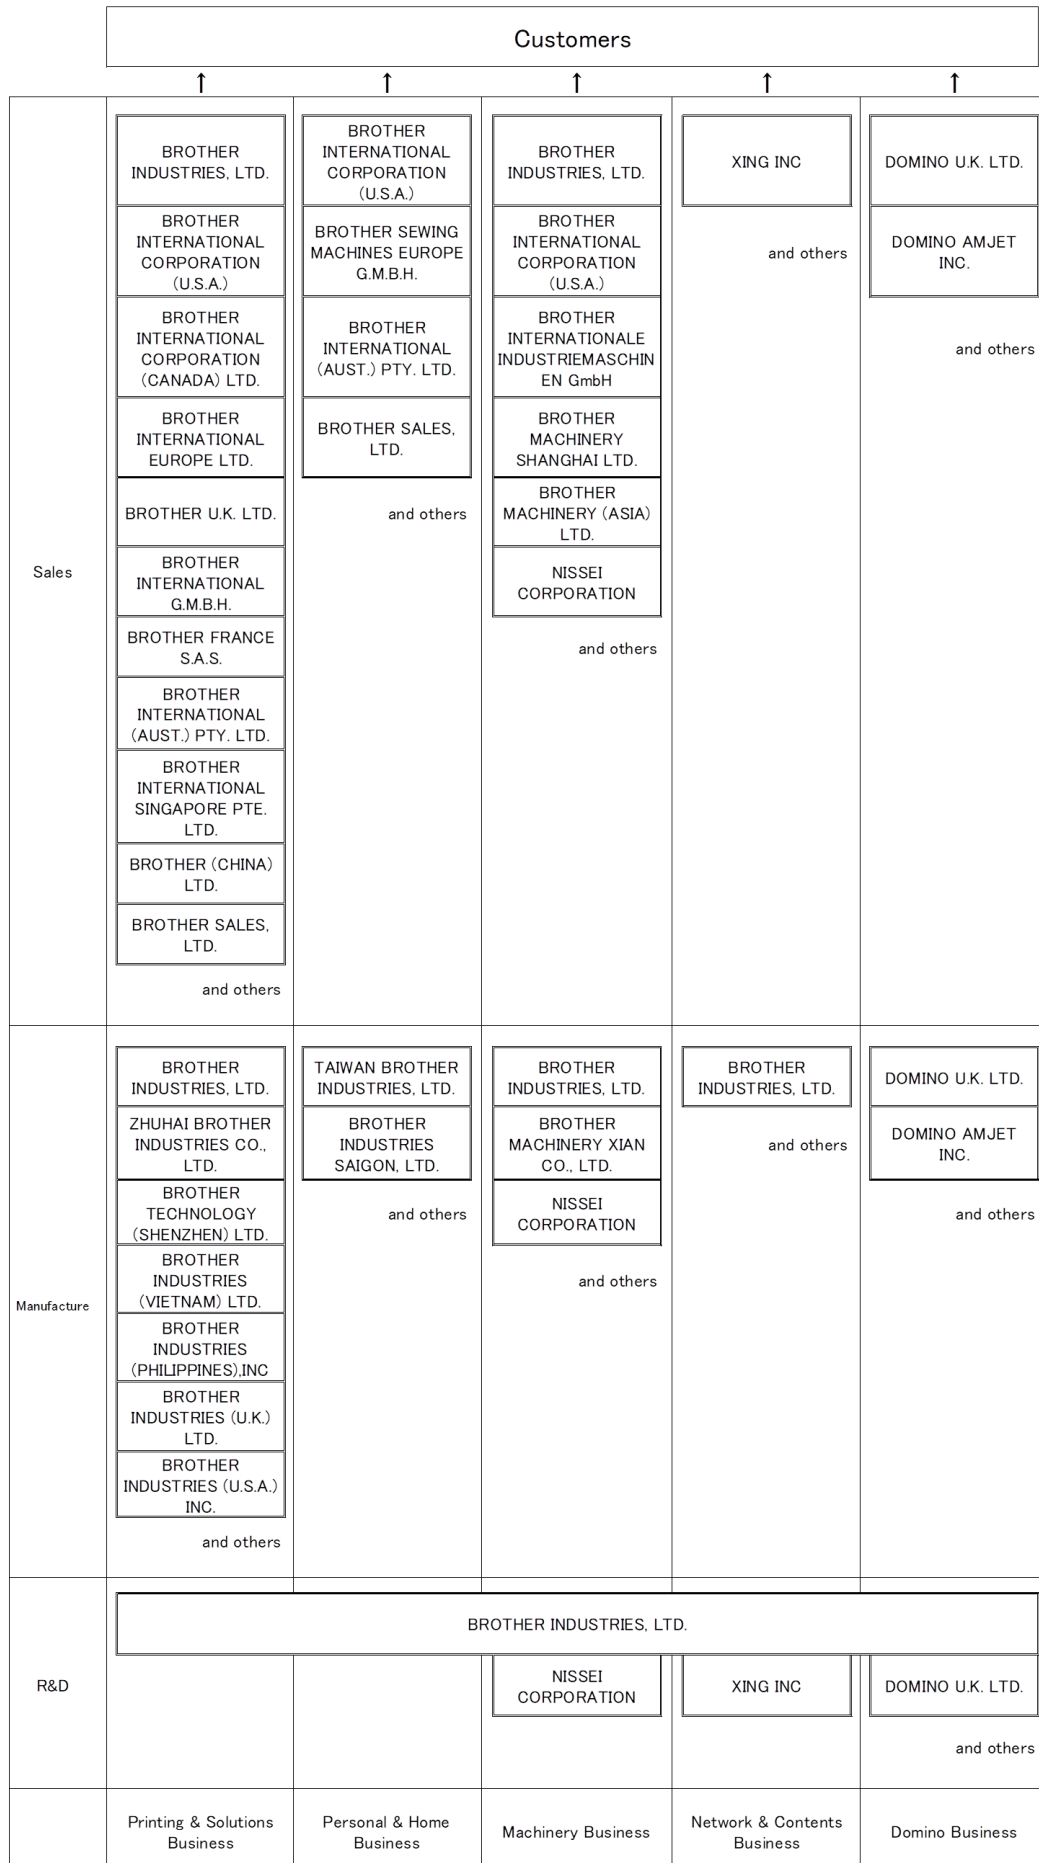 Customers
↑ ↑ ↑ ↑ ↑
Sales
BROTHER
INDUSTRIES, LTD.
BROTHER
INTERNATIONAL
CORPORATION
(U.S.A.)
BROTHER
INTERNATIONAL
CORPORATION
(CANADA) LTD.
BROTHER
INTERNATIONAL
EUROPE LTD.
BROTHER U.K. LTD.
BROTHER
INTERNATIONAL
G.M.B.H.
BROTHER FRANCE
S.A.S.
BROTHER
INTERNATIONAL
(AUST.) PTY. LTD.
BROTHER
INTERNATIONAL
SINGAPORE PTE.
LTD.
BROTHER (CHINA)
LTD.
BROTHER SALES,
LTD.
and others
BROTHER
INTERNATIONAL
CORPORATION
(U.S.A.)
BROTHER SEWING
MACHINES EUROPE
G.M.B.H.
BROTHER
INTERNATIONAL
(AUST.) PTY. LTD.
BROTHER SALES,
LTD.
and others
BROTHER
INDUSTRIES, LTD.
BROTHER
INTERNATIONAL
CORPORATION
(U.S.A.)
BROTHER
INTERNATIONALE
INDUSTRIEMASCHIN
EN GmbH
BROTHER
MACHINERY
SHANGHAI LTD.
BROTHER
MACHINERY (ASIA)
LTD.
NISSEI
CORPORATION
and others
XING INC
and others
DOMINO U.K. LTD.
DOMINO AMJET
INC.
and others
Manufacture
BROTHER
INDUSTRIES, LTD.
ZHUHAI BROTHER
INDUSTRIES CO.,
LTD.
BROTHER
TECHNOLOGY
(SHENZHEN) LTD.
BROTHER
INDUSTRIES
(VIETNAM) LTD.
BROTHER
INDUSTRIES
(PHILIPPINES),INC
BROTHER
INDUSTRIES (U.K.)
LTD.
BROTHER
INDUSTRIES (U.S.A.)
INC.
and others
TAIWAN BROTHER
INDUSTRIES, LTD.
BROTHER
INDUSTRIES
SAIGON, LTD.
and others
BROTHER
INDUSTRIES, LTD.
BROTHER
MACHINERY XIAN
CO., LTD.
NISSEI
CORPORATION
and others
BROTHER
INDUSTRIES, LTD.
and others
DOMINO U.K. LTD.
DOMINO AMJET
INC.
and others
R&D
BROTHER INDUSTRIES, LTD.
NISSEI
CORPORATION
XING INC
DOMINO U.K. LTD.
and others
Printing & Solutions
Business
Personal & Home
Business
Machinery Business
Network & Contents
Business
Domino Business